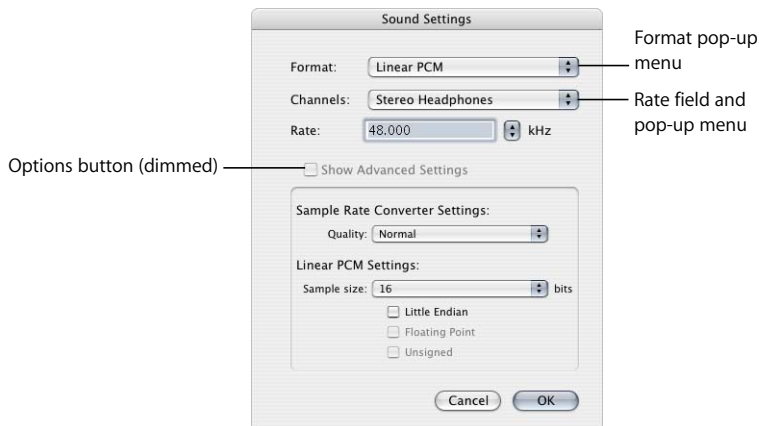 Sound Settings
Format: Linear PCM
Format pop-up
menu
Channels: Stereo Headphones
Rate field and
pop-up menu
Rate: 48.000 kHz
Options button (dimmed)
Show Advanced Settings
Sample Rate Converter Settings:
Quality: Normal
Linear PCM Settings:
Sample size: 16 bits
Little Endian
Floating Point
Unsigned
Cancel OK